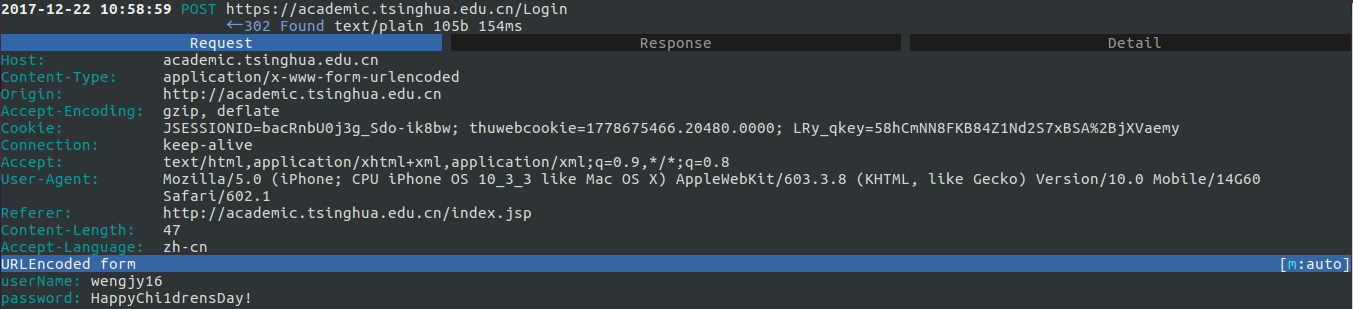 2017-12-22 10:58:59 POST https://academic.tsinghua.edu.cn/Login
←302 Found text/plain 105b 154ms
Request Response Detail
Host: academic.tsinghua.edu.cn
Content-Type: application/x-www-form-urlencoded
Origin: http://academic.tsinghua.edu.cn
Accept-Encoding: gzip, deflate
Cookie: JSESSIONID=bacRnbU0j3g_Sdo-ik8bw; thuwebcookie=1778675466.20480.0000; LRy_qkey=58hCmNN8FKB84Z1Nd2S7xBSA%2BjXVaemy
Connection: keep-alive
Accept: text/html,application/xhtml+xml,application/xml;q=0.9,*/*;q=0.8
User-Agent: Mozilla/5.0 (iPhone; CPU iPhone OS 10_3_3 like Mac OS X) AppleWebKit/603.3.8 (KHTML, like Gecko) Version/10.0 Mobile/14G60
Safari/602.1
Referer: http://academic.tsinghua.edu.cn/index.jsp
Content-Length: 47
Accept-Language: zh-cn
URLEncoded form [m:auto]
userName: wengjy16
password: HappyChi1drensDay!